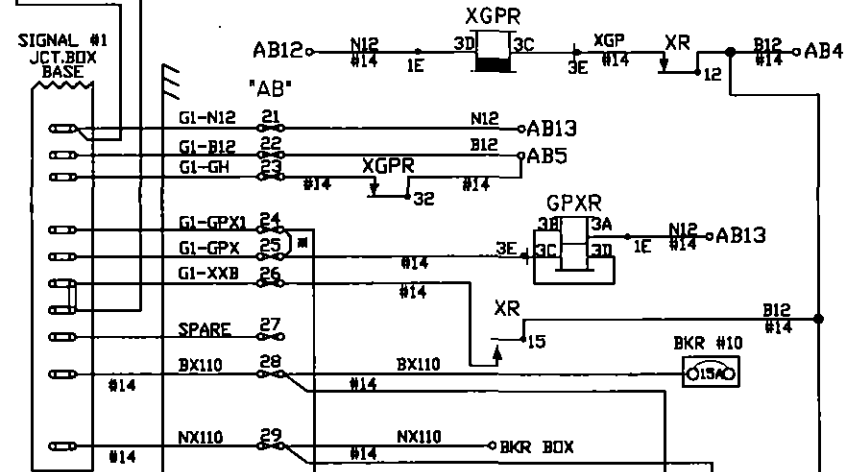 XGPR
SIGNAL #1
JCT.BOX
BASE
AB12 N12 #14 1E 3D 3C 3E XGP #14 XR 12 B12 #14 AB4
"AB"
G1-N12 21 N12 AB13
G1-B12 22 B12 AB5
G1-GH 23 #14 XGPR 32 #14
GPXR
G1-GPX1 24 3B 3A
N12 #14 AB13
G1-GPX 25 #14 3E 3C 3D 1E
G1-XXB 26 #14
XR 15 B12 #14
SPARE 27
BKR #10
BX110 #14 28 BX110 #14 15A
NX110 #14 29 NX110 #14 BKR BOX